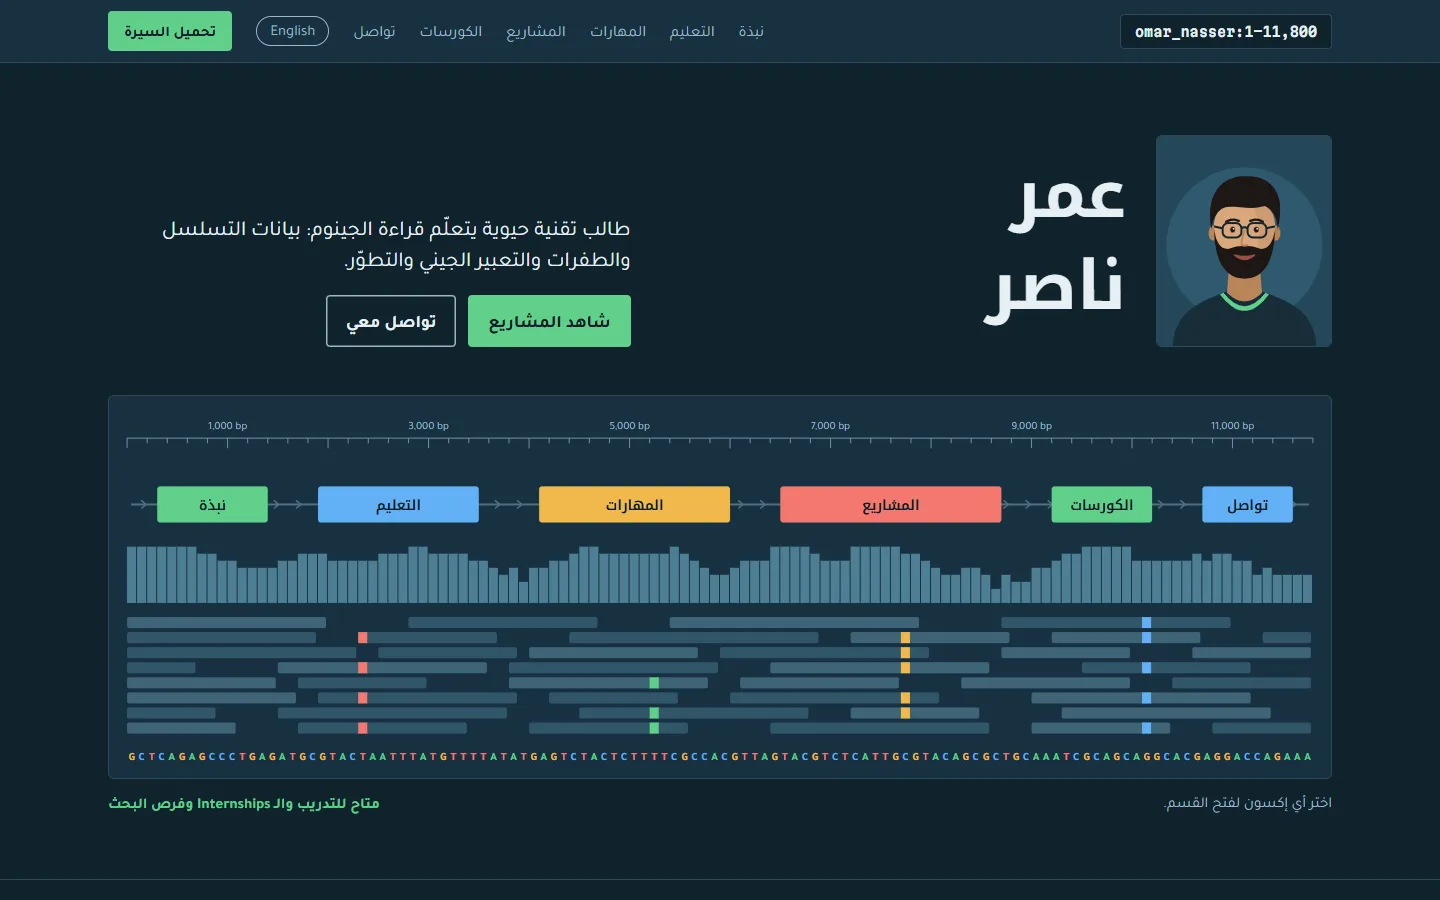 omar_nasser:1-11,800
نبذة
التعليم
المهارات
المشاريع
الكورسات
تواصل
English
تحميل السيرة
عمر
ناصر
طالب تقنية حيوية يتعلّم قراءة الجينوم: بيانات التسلسل
والطفرات والتعبير الجيني والتطوّر.
شاهد المشاريع
تواصل معي
1,000 bp 3,000 bp 5,000 bp 7,000 bp 9,000 bp 11,000 bp
نبذة
التعليم
المهارات
المشاريع
الكورسات
تواصل
GCTCAGAGCCCTGAGATGCGTACTAATTTATGTTTTATATGAGTCTACTCTTTTCGCCACGTTAGTACGTCTCATTGCGTACAGCGCTGCAAATCGCAGCAGGCACGAGGACCAGAAA
اختر أي إكسون لفتح القسم.
متاح للتدريب والـ Internships وفرص البحث